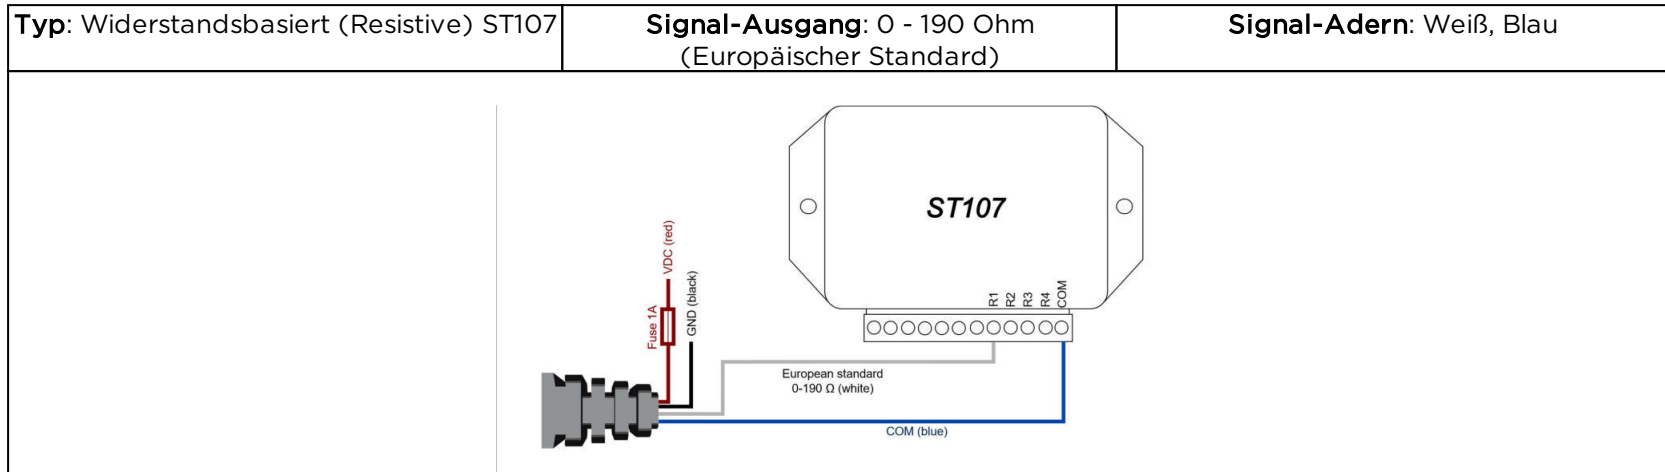 Typ: Widerstandsbasiert (Resistive) ST107
Signal-Ausgang: 0 - 190 Ohm
(Europäischer Standard)
Signal-Adern: Weiß, Blau
ST107
R1
R2
R3
R4
COM
VDC (red)
GND (black)
Fuse 1A
European standard
0-190 Ω (white)
COM (blue)